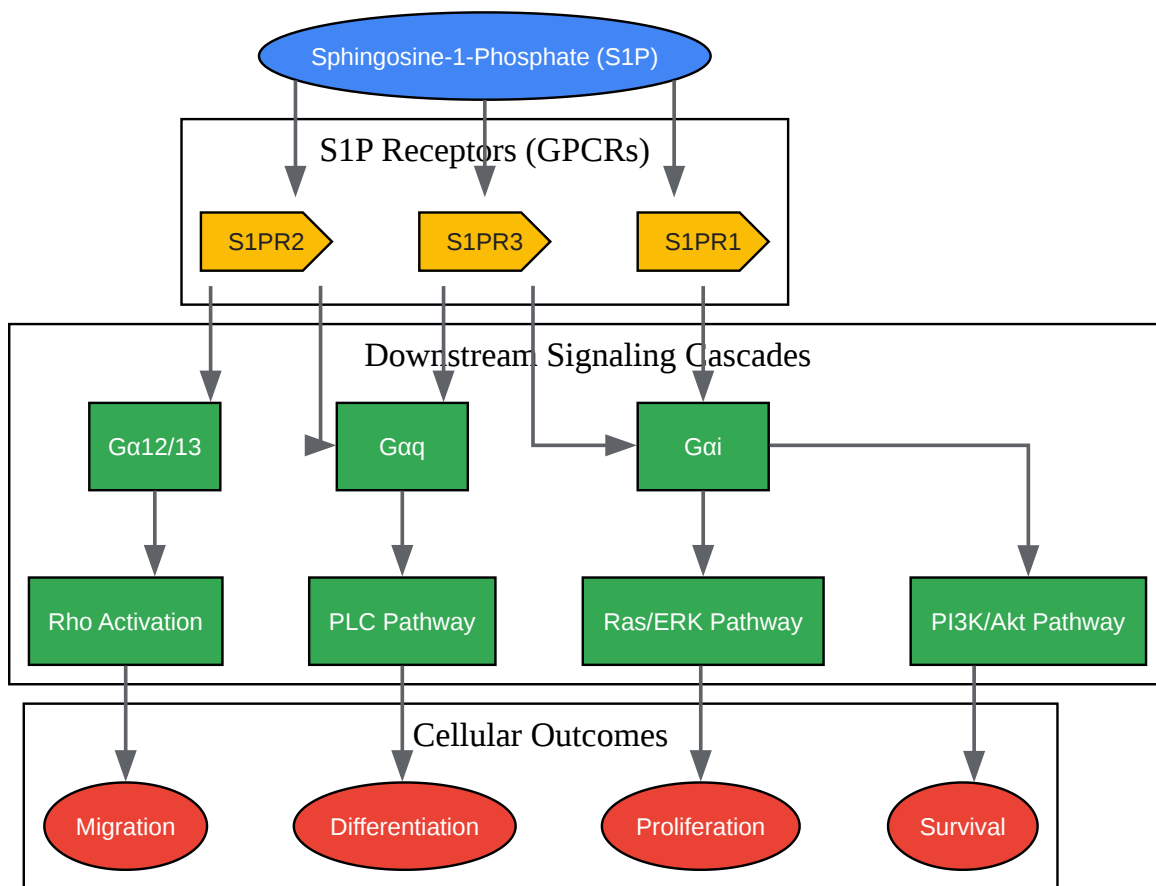 Sphingosine-1-Phosphate (S1P)
S1P Receptors (GPCRs)
S1PR2
S1PR3
S1PR1
Downstream Signaling Cascades
Gα12/13
Gαq
Gαi
Rho Activation
PLC Pathway
Ras/ERK Pathway
PI3K/Akt Pathway
Cellular Outcomes
Migration
Differentiation
Proliferation
Survival